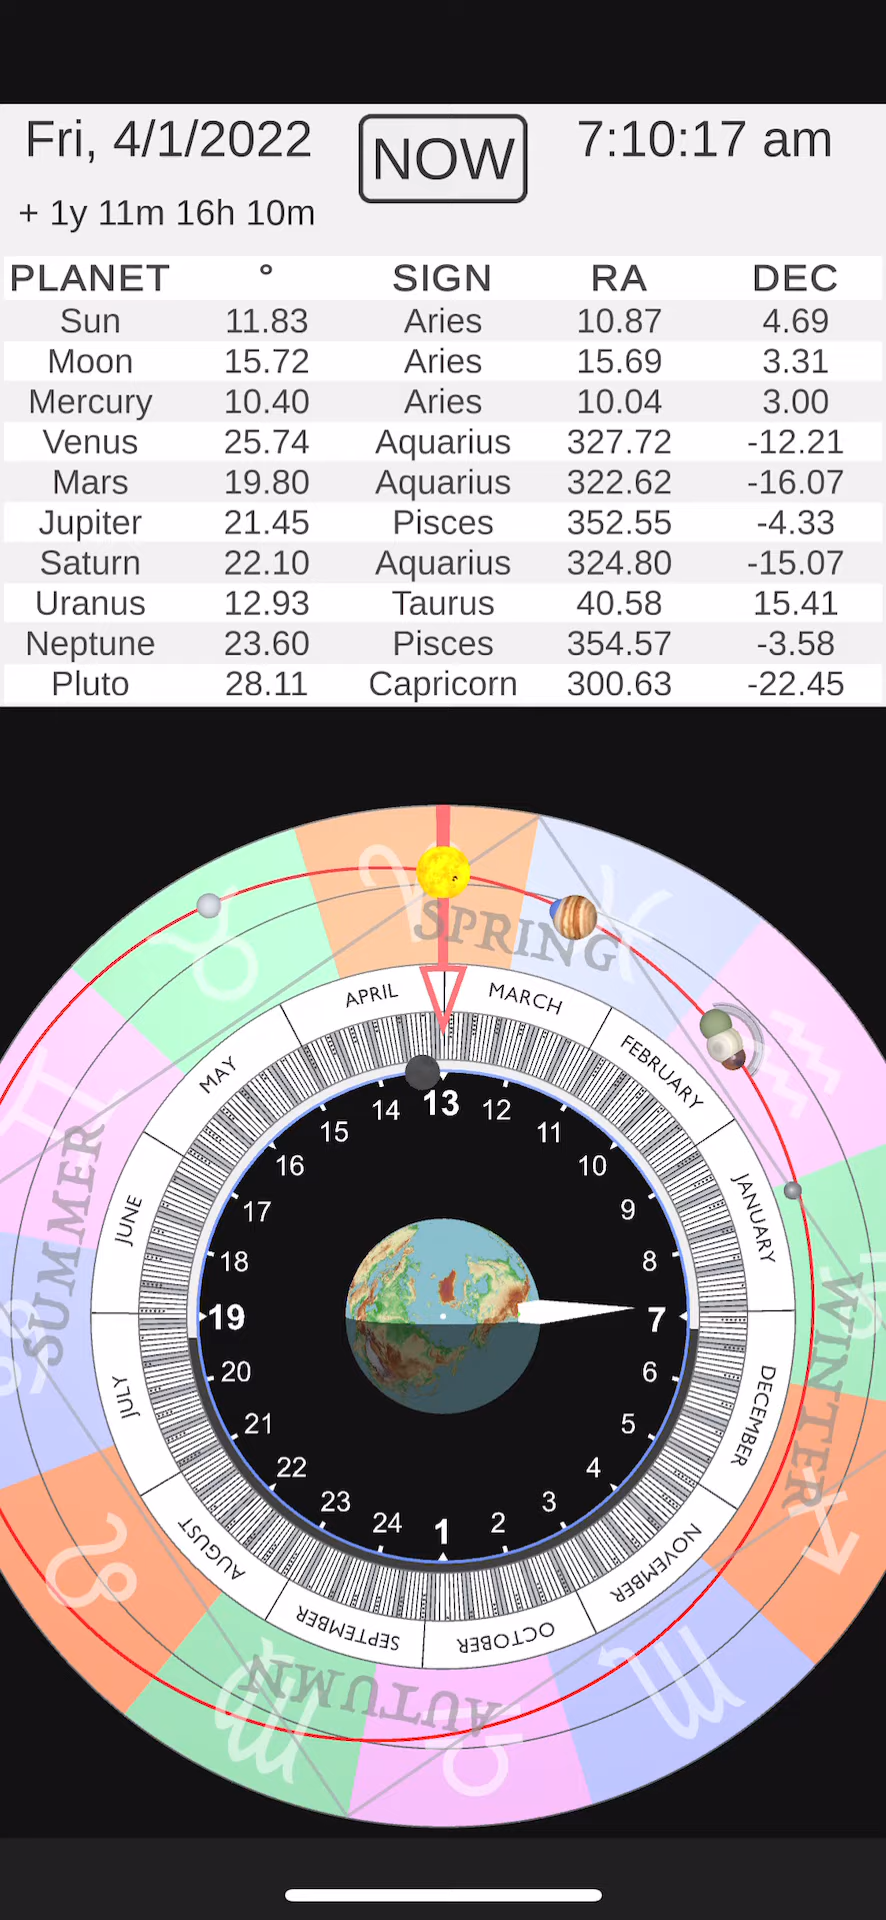 Fri, 4/1/2022
NOW
7:10:17 am
+ 1y 11m 16h 10m
PLANET ° SIGN RA DEC
Sun 11.83 Aries 10.87 4.69
Moon 15.72 Aries 15.69 3.31
Mercury 10.40 Aries 10.04 3.00
Venus 25.74 Aquarius 327.72 -12.21
Mars 19.80 Aquarius 322.62 -16.07
Jupiter 21.45 Pisces 352.55 -4.33
Saturn 22.10 Aquarius 324.80 -15.07
Uranus 12.93 Taurus 40.58 15.41
Neptune 23.60 Pisces 354.57 -3.58
Pluto 28.11 Capricorn 300.63 -22.45
SPRING
WINTER
AUTUMN
SUMMER
APRIL
MARCH
FEBRUARY
JANUARY
DECEMBER
NOVEMBER
OCTOBER
SEPTEMBER
AUGUST
JULY
JUNE
MAY
13
12
11
10
9
8
7
6
5
4
3
2
1
24
23
22
21
20
19
18
17
16
15
14